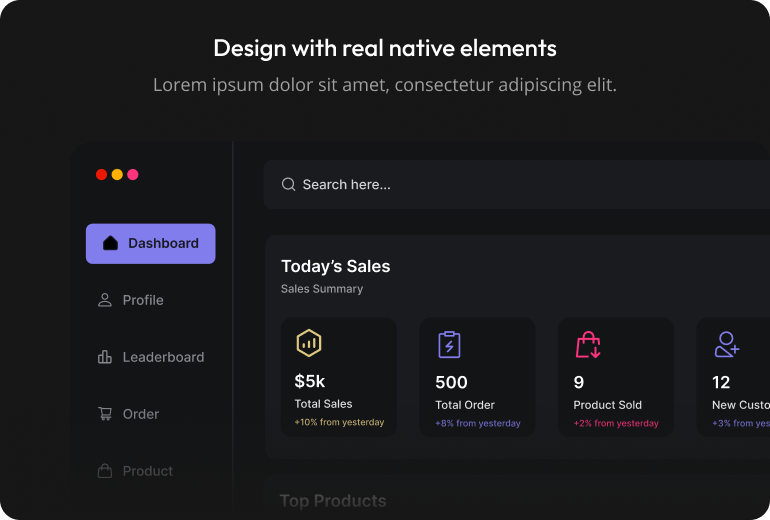 Design with real native elements
Lorem ipsum dolor sit amet, consectetur adipiscing elit.
Search here...
Dashboard
Profile
Leaderboard
Order
Product
Today’s Sales
Sales Summary
$5k
Total Sales
+10% from yesterday
500
Total Order
+8% from yesterday
9
Product Sold
+2% from yesterday
12
New Custo
+3% from yes
Top Products